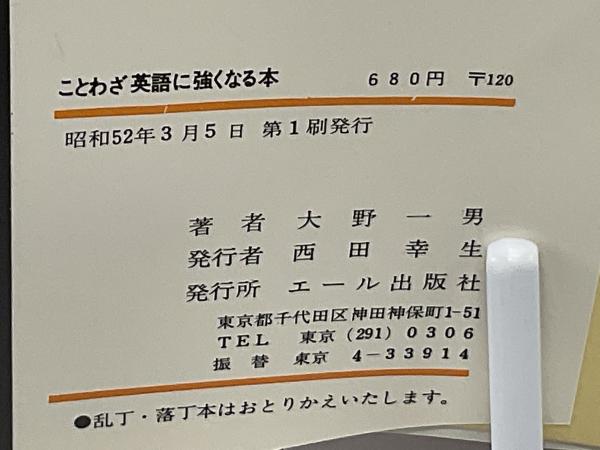 ことわざ英語に強くなる本　680円　〒120
昭和52年3月5日　第1刷発行
著者　大野一男
発行者　西田幸生
発行所　エール出版社
東京都千代田区神田神保町1-51
TEL　東京(291)0306
振替　東京　4-33914
●乱丁・落丁本はおとりかえいたします。